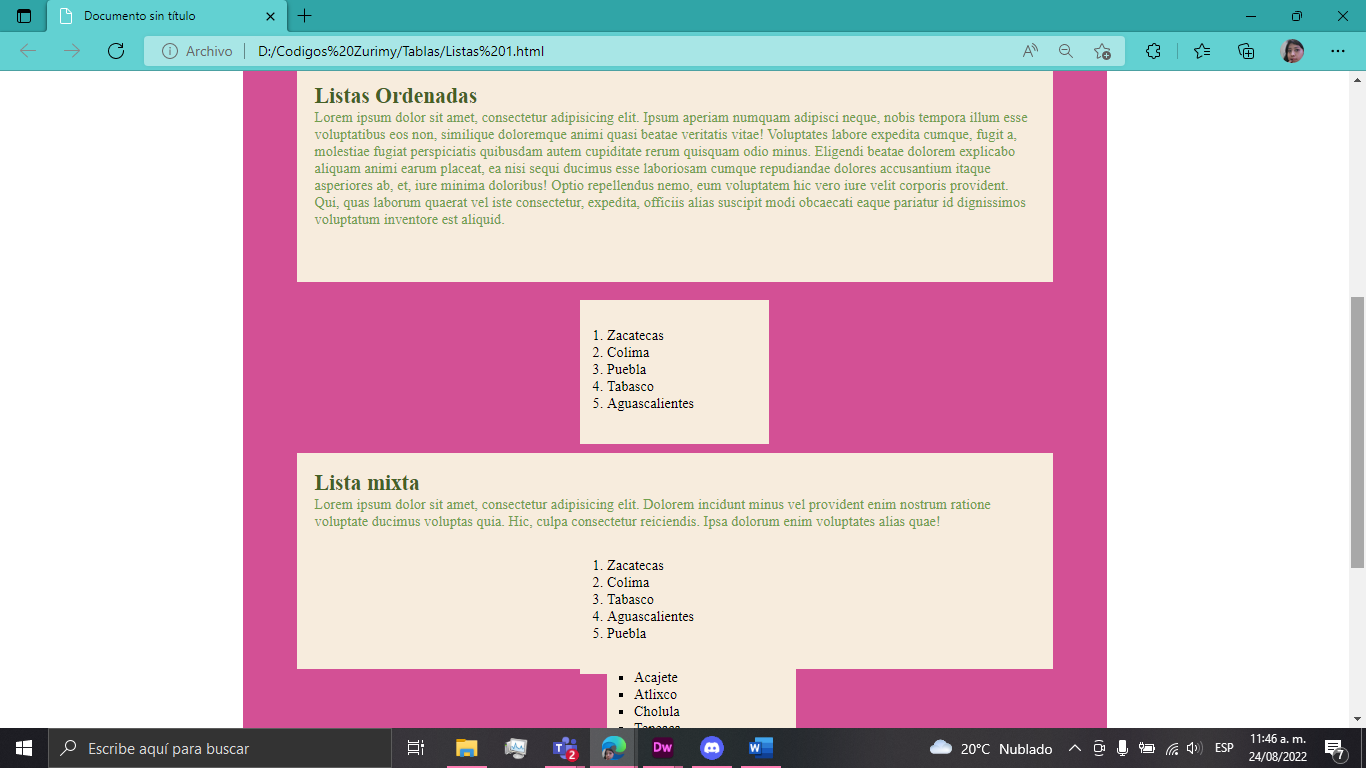 Documento sin título
Archivo
D:/Codigos%20Zurimy/Tablas/Listas%201.html
Listas Ordenadas
Lorem ipsum dolor sit amet, consectetur adipisicing elit. Ipsum aperiam numquam adipisci neque, nobis tempora illum esse
voluptatibus eos non, similique doloremque animi quasi beatae veritatis vitae! Voluptates labore expedita cumque, fugit a,
molestiae fugiat perspiciatis quibusdam autem cupiditate rerum quisquam odio minus. Eligendi beatae dolorem explicabo
aliquam animi earum placeat, ea nisi sequi ducimus esse laboriosam cumque repudiandae dolores accusantium itaque
asperiores ab, et, iure minima doloribus! Optio repellendus nemo, eum voluptatem hic vero iure velit corporis provident.
Qui, quas laborum quaerat vel iste consectetur, expedita, officiis alias suscipit modi obcaecati eaque pariatur id dignissimos
voluptatum inventore est aliquid.
1. Zacatecas
2. Colima
3. Puebla
4. Tabasco
5. Aguascalientes
Lista mixta
Lorem ipsum dolor sit amet, consectetur adipisicing elit. Dolorem incidunt minus vel provident enim nostrum ratione
voluptate ducimus voluptas quia. Hic, culpa consectetur reiciendis. Ipsa dolorum enim voluptates alias quae!
1. Zacatecas
2. Colima
3. Tabasco
4. Aguascalientes
5. Puebla
Acajete
Atlixco
Cholula
Escribe aquí para buscar
2
Dw
20°C Nublado
ESP
11:46 a. m.
24/08/2022
7